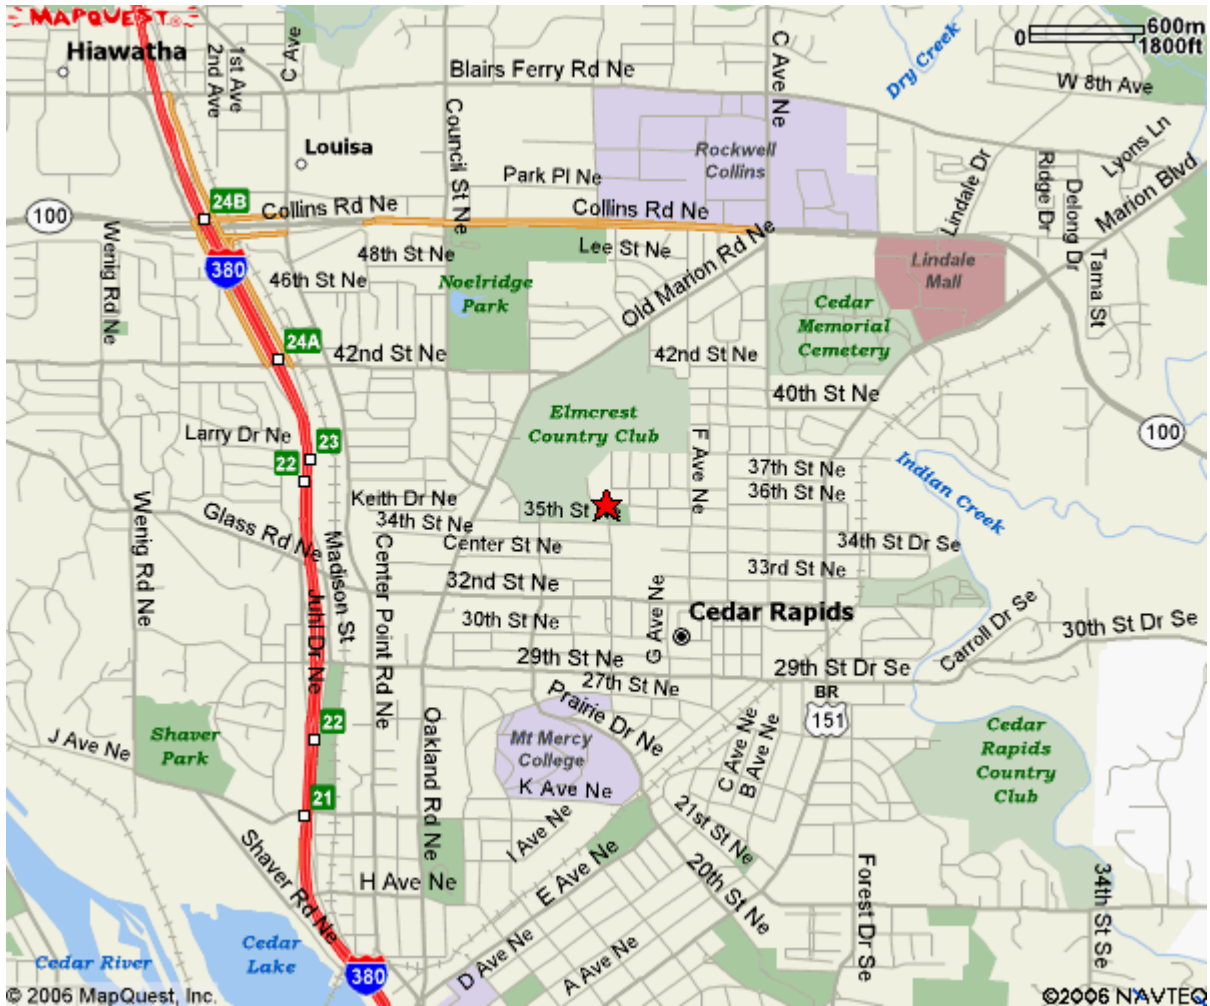 MAPQUEST®
Hiawatha
1st Ave
2nd Ave
C Ave
Blairs Ferry Rd Ne
C Ave Ne
Dry Creek
0
600m
1800ft
W 8th Ave
Louisa
Council St Ne
Park Pl Ne
Rockwell
Collins
Lindale Dr
Ridge Dr
Delong Dr
Lyons Ln
Marion Blvd
100
24B
Collins Rd Ne
Collins Rd Ne
Wenig Rd Ne
380
48th St Ne
46th St Ne
Lee St Ne
Noelridge
Park
Old Marion Rd Ne
Lindale
Mall
Tama St
Cedar
Memorial
Cemetery
24A
42nd St Ne
42nd St Ne
40th St Ne
Elmcrest
Country Club
F Ave Ne
100
Larry Dr Ne
23
22
37th St Ne
36th St Ne
Indian Creek
Keith Dr Ne
34th St Ne
35th St Ne
Wenig Rd Ne
Glass Rd Ne
Madison St
Center Point Rd Ne
Center St Ne
34th St Dr Se
33rd St Ne
32nd St Ne
Juhl Dr Ne
30th St Ne
G Ave Ne
Cedar Rapids
Carroll Dr Se
30th St Dr Se
29th St Ne
29th St Dr Se
27th St Ne
Prairie Dr Ne
BR
151
J Ave Ne
Shaver
Park
22
Oakland Rd Ne
Mt Mercy
College
K Ave Ne
C Ave Ne
B Ave Ne
Cedar
Rapids
Country
Club
21
I Ave Ne
21st St Ne
Shaver Rd Ne
H Ave Ne
E Ave Ne
20th St Ne
Forest Dr Se
34th St Se
Cedar
Lake
Cedar River
380
D Ave Ne
A Ave Ne
© 2006 MapQuest, Inc.
©2006 NAVTEQ